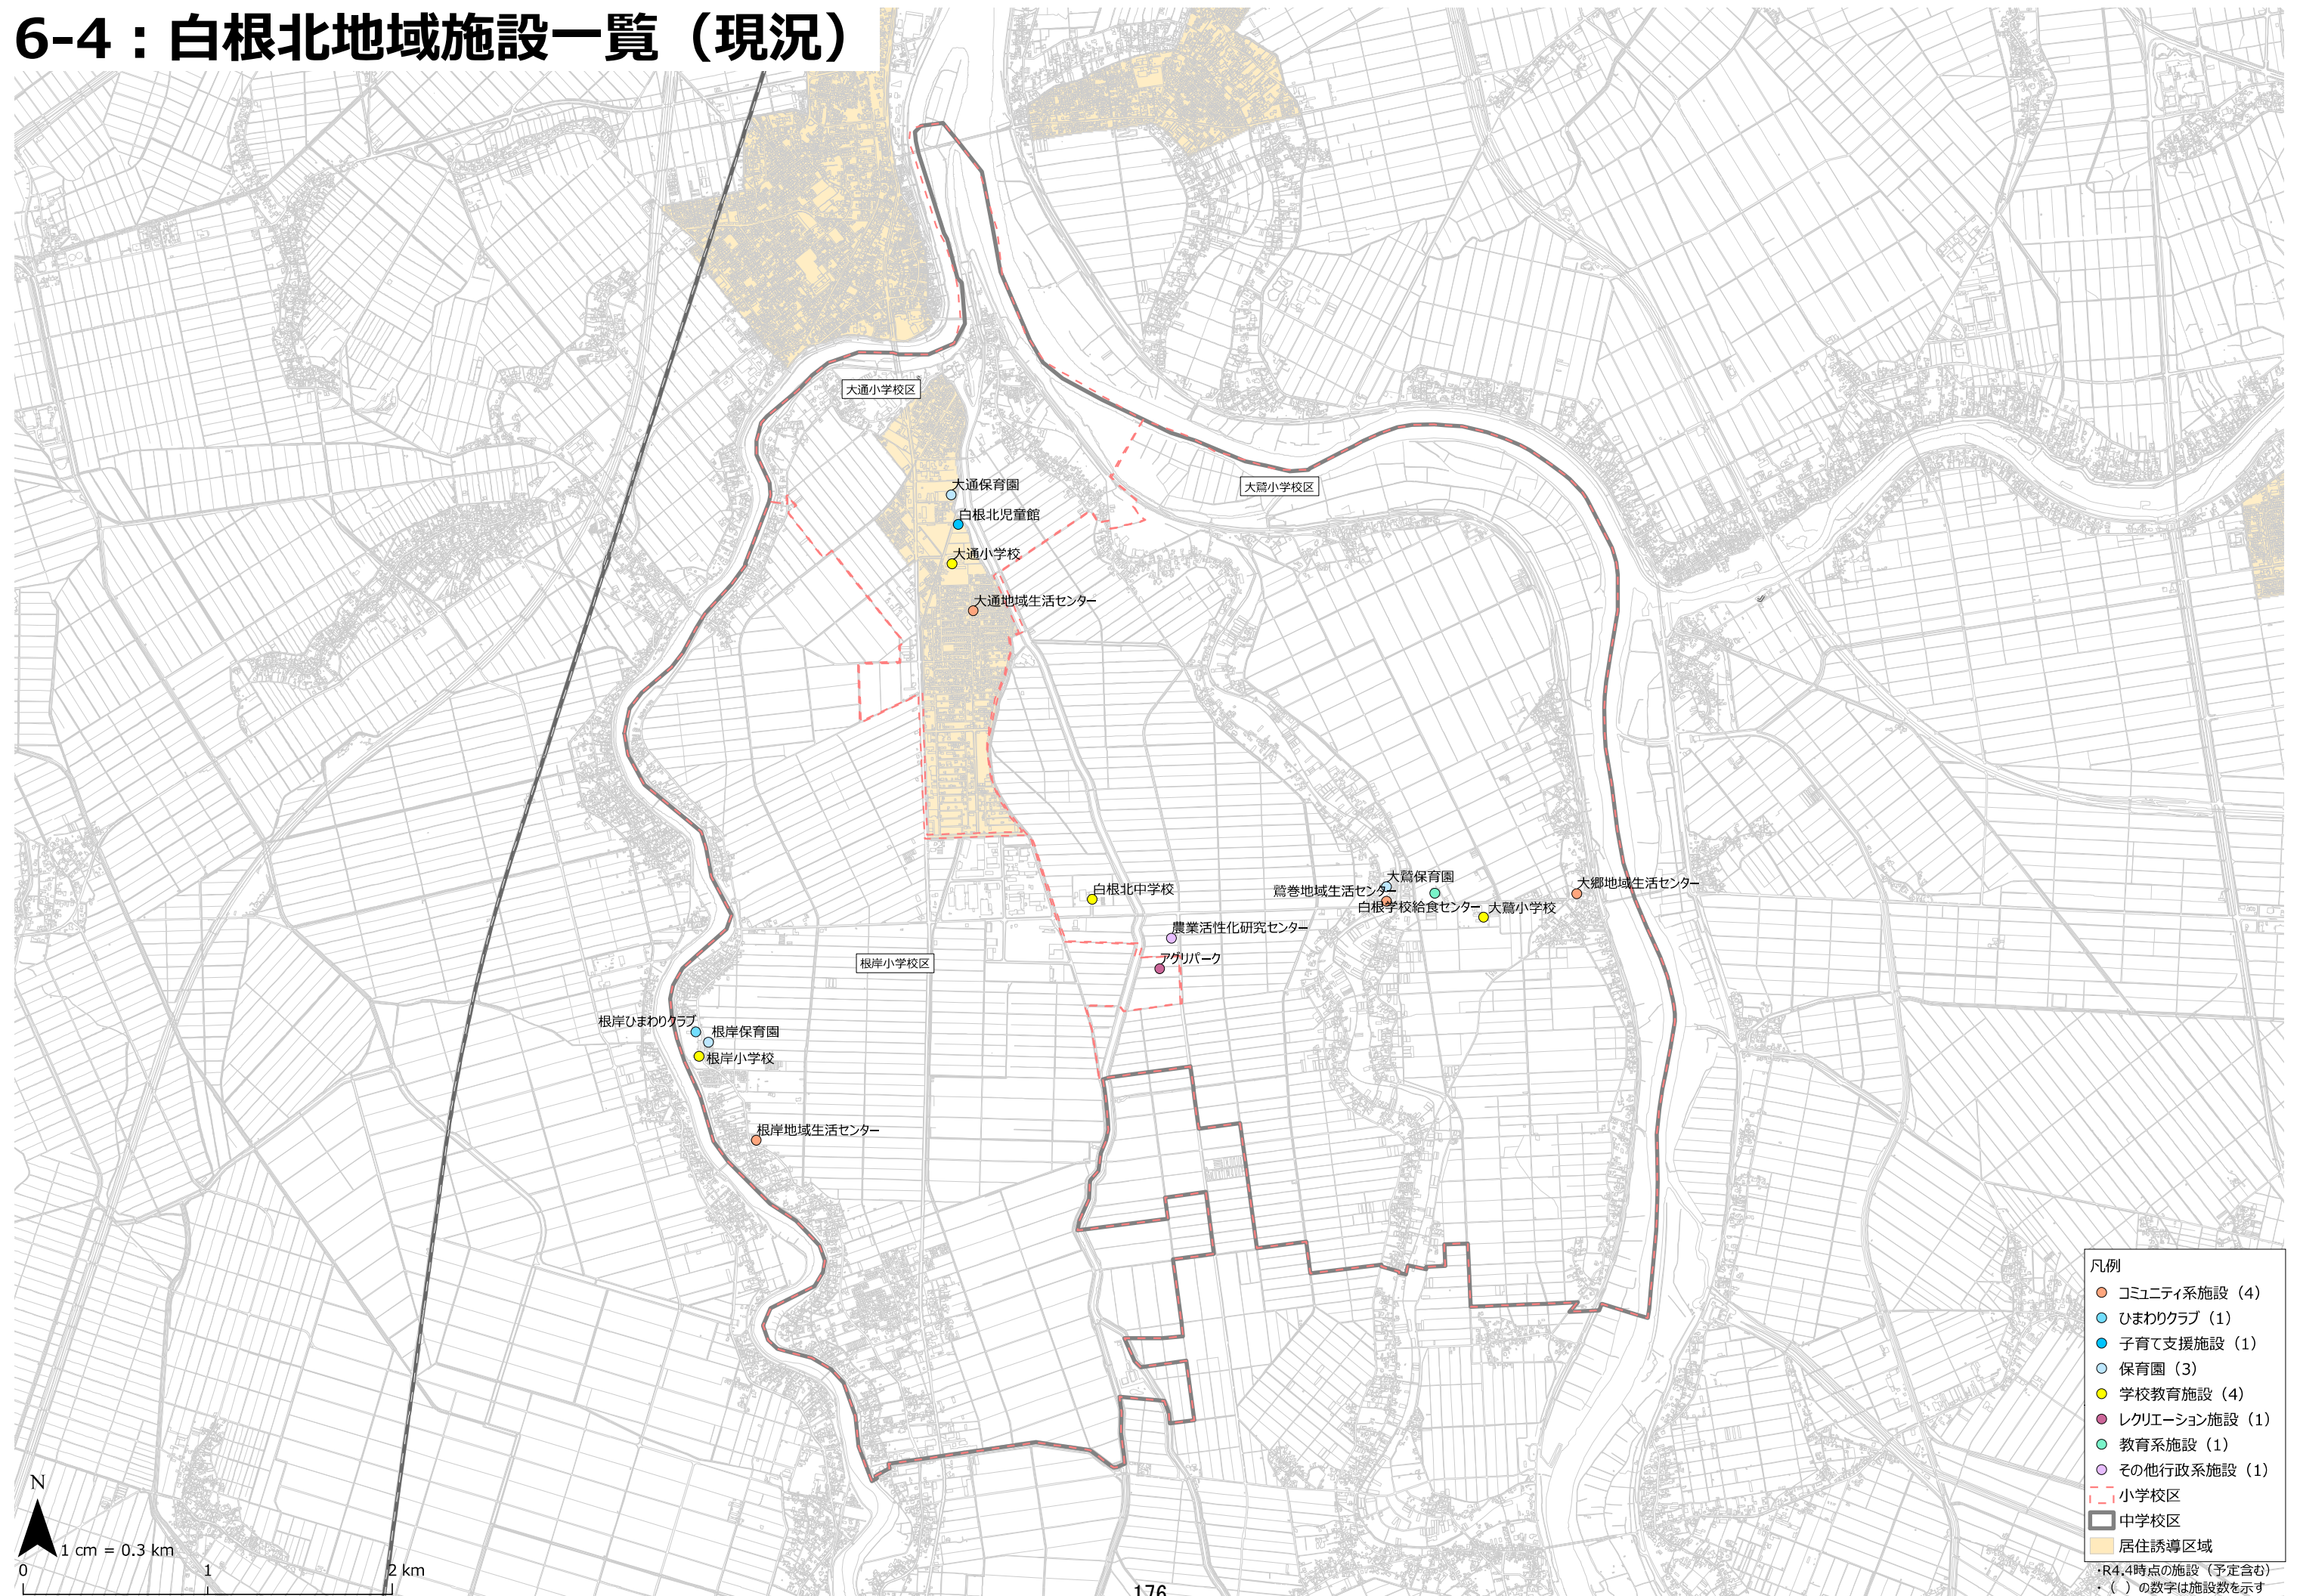 6-4：白根北地域施設一覧（現況）
大通小学校区
大鷲小学校区
大通保育園
白根北児童館
大通小学校
大通地域生活センター
白根北中学校
大鷲保育園
鷲巻地域生活センター
白根学校給食センター
大鷲小学校
大郷地域生活センター
農業活性化研究センター
アグリパーク
根岸小学校区
根岸ひまわりクラブ
根岸保育園
根岸小学校
根岸地域生活センター
凡例
コミュニティ系施設（4）
ひまわりクラブ（1）
子育て支援施設（1）
保育園（3）
学校教育施設（4）
レクリエーション施設（1）
教育系施設（1）
その他行政系施設（1）
小学校区
中学校区
居住誘導区域
・R4.4時点の施設（予定含む）
・（ ）の数字は施設数を示す
N
1 cm = 0.3 km
0 1 2 km
176